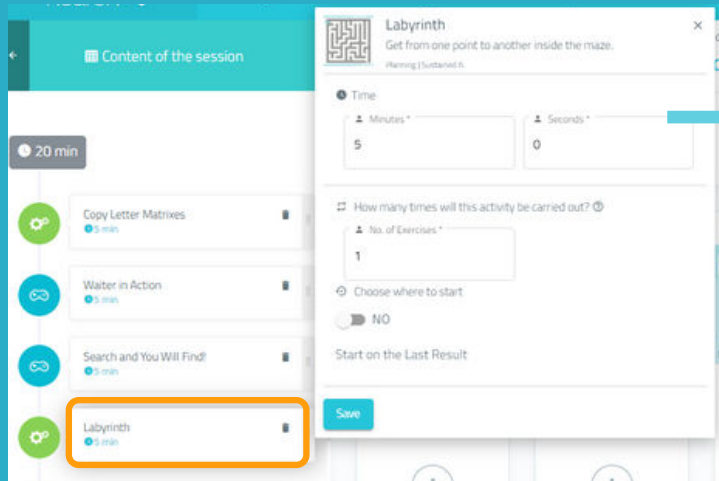 Content of the session
20 min
Copy Letter Matrixes
5 min
Waiter in Action
5 min
Search and You Will Find!
5 min
Labyrinth
5 min
Labyrinth
Get from one point to another inside the maze.
Time
Minutes *
5
Seconds *
0
How many times will this activity be carried out?
No. of Exercises *
1
Choose where to start
NO
Start on the Last Result
Save